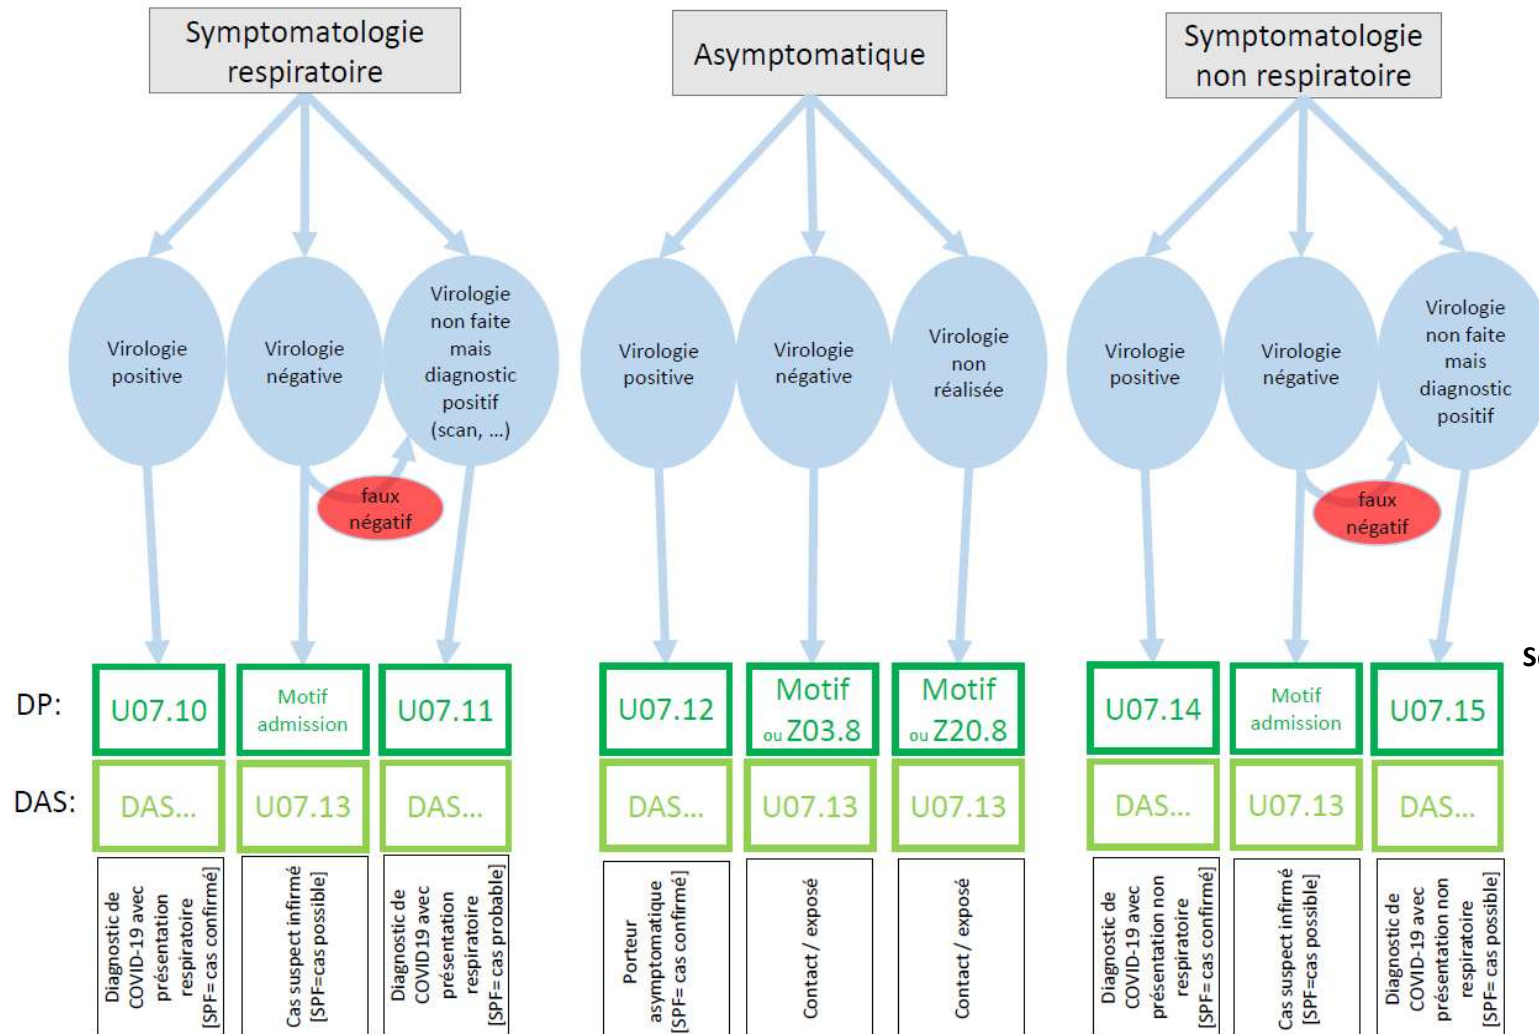 Symptomatologie
respiratoire
Asymptomatique
Symptomatologie
non respiratoire
Virologie
positive
Virologie
négative
Virologie
non faite
mais
diagnostic
positif
(scan, ...)
Virologie
positive
Virologie
négative
Virologie
non
réalisée
Virologie
positive
Virologie
négative
Virologie
non faite
mais
diagnostic
positif
faux
négatif
faux
négatif
DP:
U07.10
Motif
admission
U07.11
U07.12
Motif
ou Z03.8
Motif
ou Z20.8
U07.14
Motif
admission
U07.15
DAS:
DAS...
U07.13
DAS...
DAS...
U07.13
U07.13
DAS...
U07.13
DAS...
Diagnostic de
COVID-19 avec
présentation
respiratoire
[SPF= cas confirmé]
Cas suspect infirmé
[SPF=cas possible]
Diagnostic de
COVID19 avec
présentation
respiratoire
[SPF= cas probable]
Porteur
asymptomatique
[SPF= cas confirmé]
Contact / exposé
Contact / exposé
Diagnostic de
COVID-19 avec
présentation non
respiratoire
[SPF= cas confirmé]
Cas suspect infirmé
[SPF=cas possible]
Diagnostic de
COVID-19 avec
présentation non
respiratoire
[SPF= cas possible]